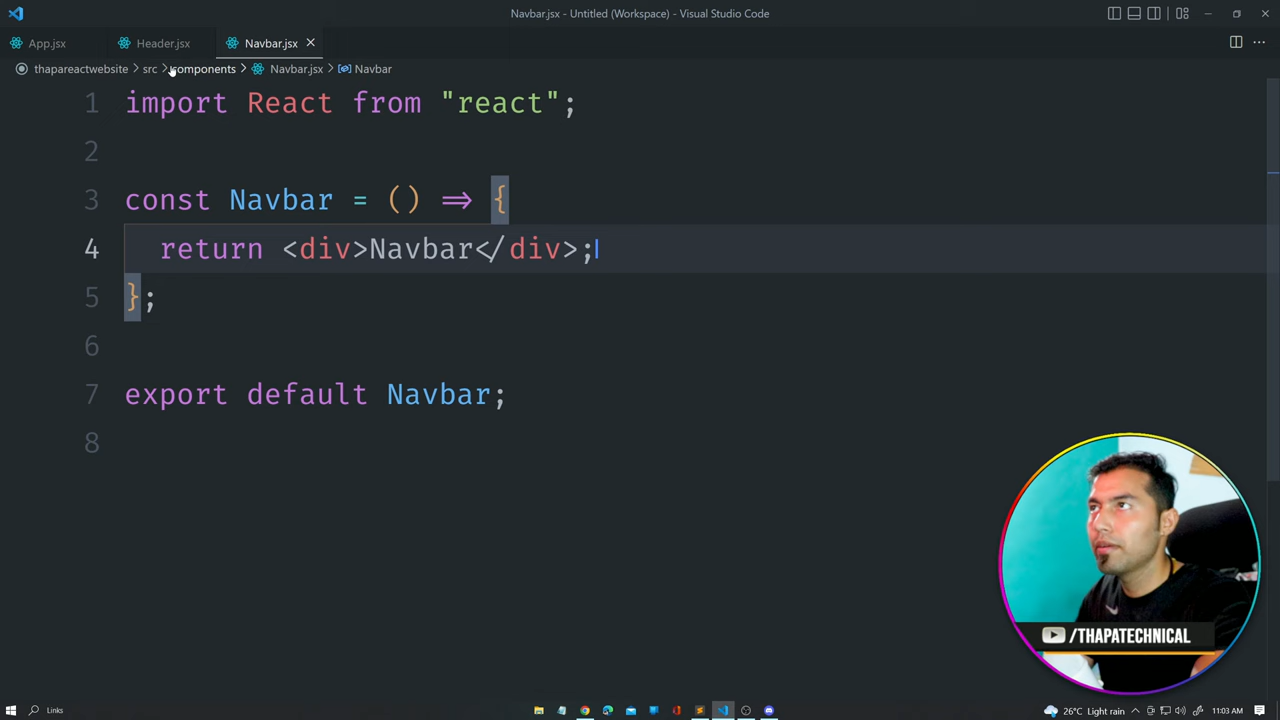 Navbar.jsx - Untitled (Workspace) - Visual Studio Code
App.jsx Header.jsx Navbar.jsx
thapareactwebsite > src > components > Navbar.jsx > Navbar
1 import React from "react";
2
3 const Navbar = () => {
4 return <div>Navbar</div>;
5 };
6
7 export default Navbar;
8
/THAPATECHNICAL
Links 26°C Light rain 11:03 AM